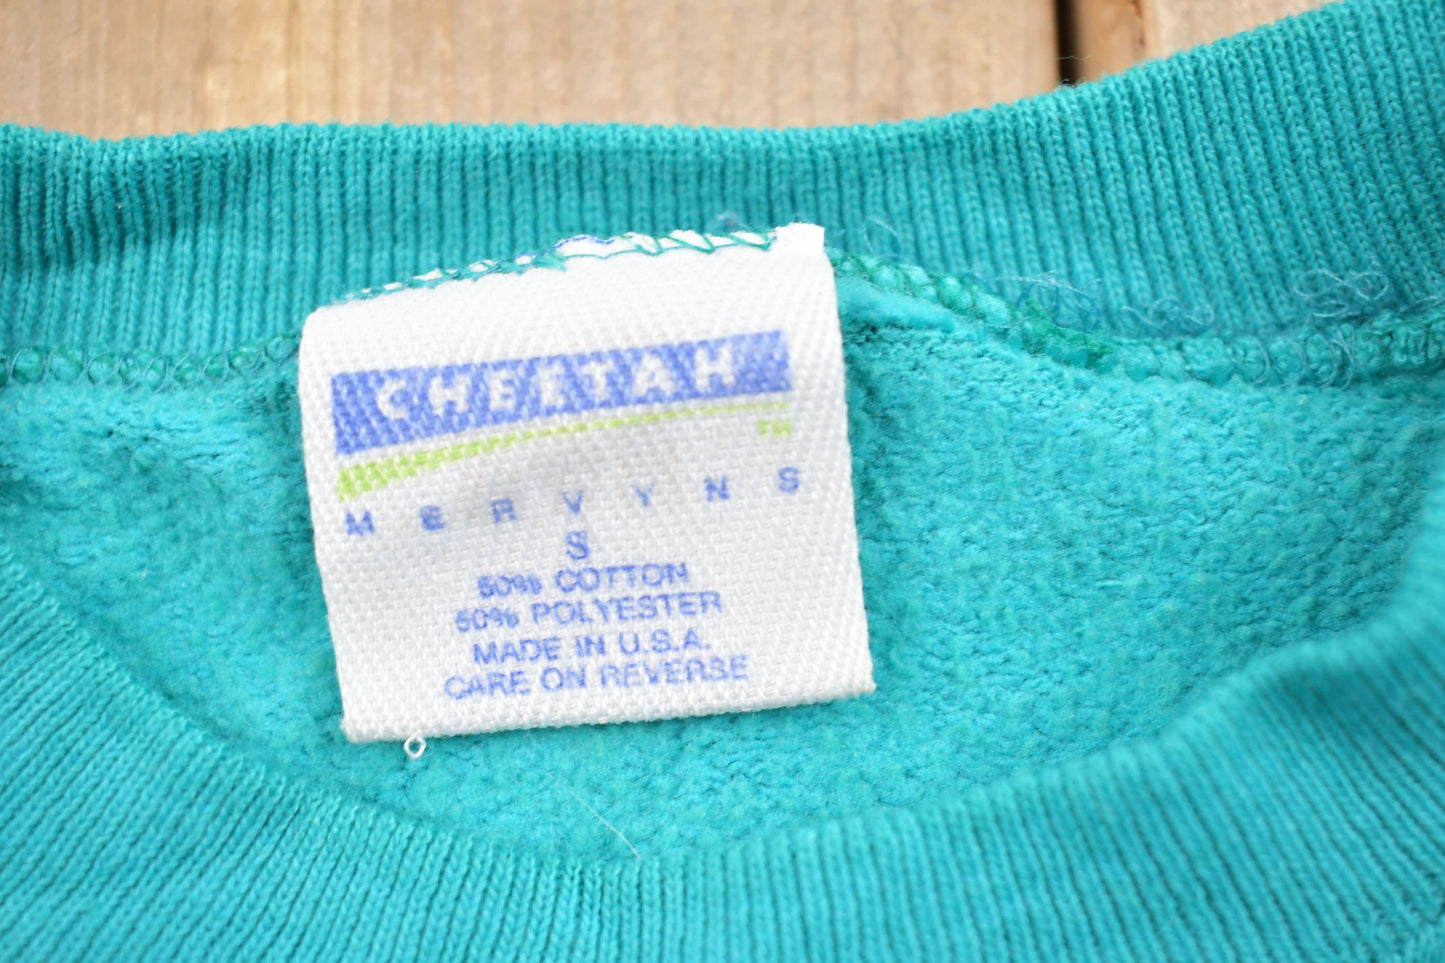 CHEETAH
TM
MERVYNS
S
50% COTTON
50% POLYESTER
MADE IN U.S.A.
CARE ON REVERSE